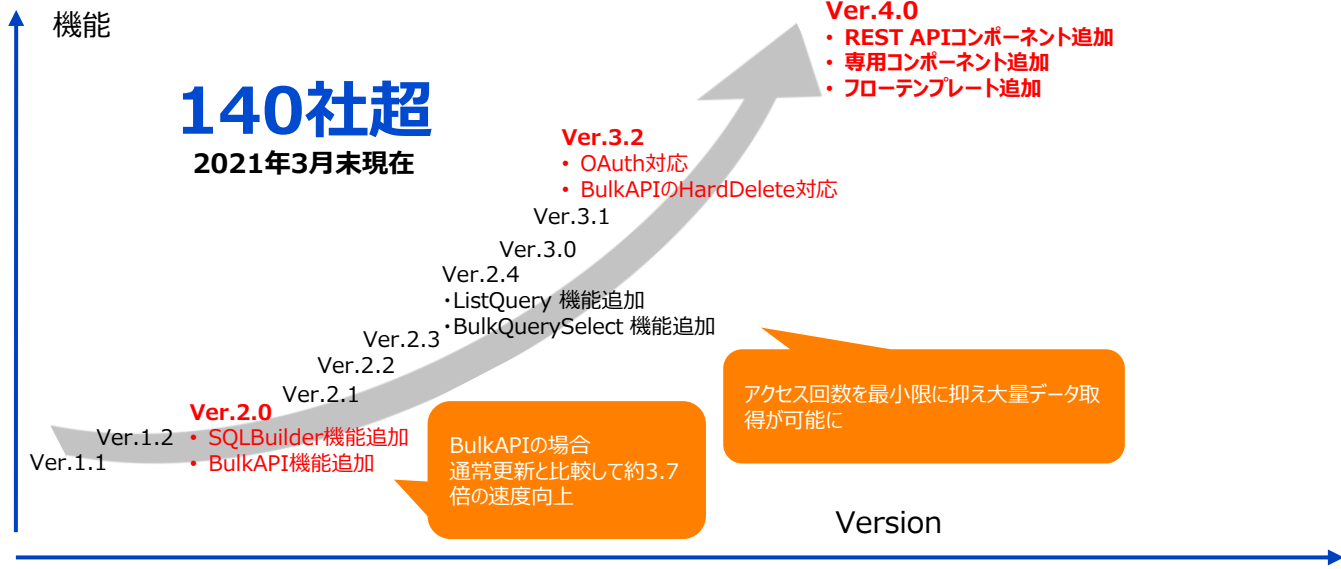 機能
Ver.4.0
• REST APIコンポーネント追加
• 専用コンポーネント追加
• フローテンプレート追加
140社超
2021年3月末現在
Ver.3.2
• OAuth対応
• BulkAPIのHardDelete対応
Ver.3.1
Ver.3.0
Ver.2.4
・ListQuery 機能追加
・BulkQuerySelect 機能追加
Ver.2.3
Ver.2.2
Ver.2.1
Ver.2.0
• SQLBuilder機能追加
• BulkAPI機能追加
Ver.1.2
Ver.1.1
アクセス回数を最小限に抑え大量データ取
得が可能に
BulkAPIの場合
通常更新と比較して約3.7
倍の速度向上
Version